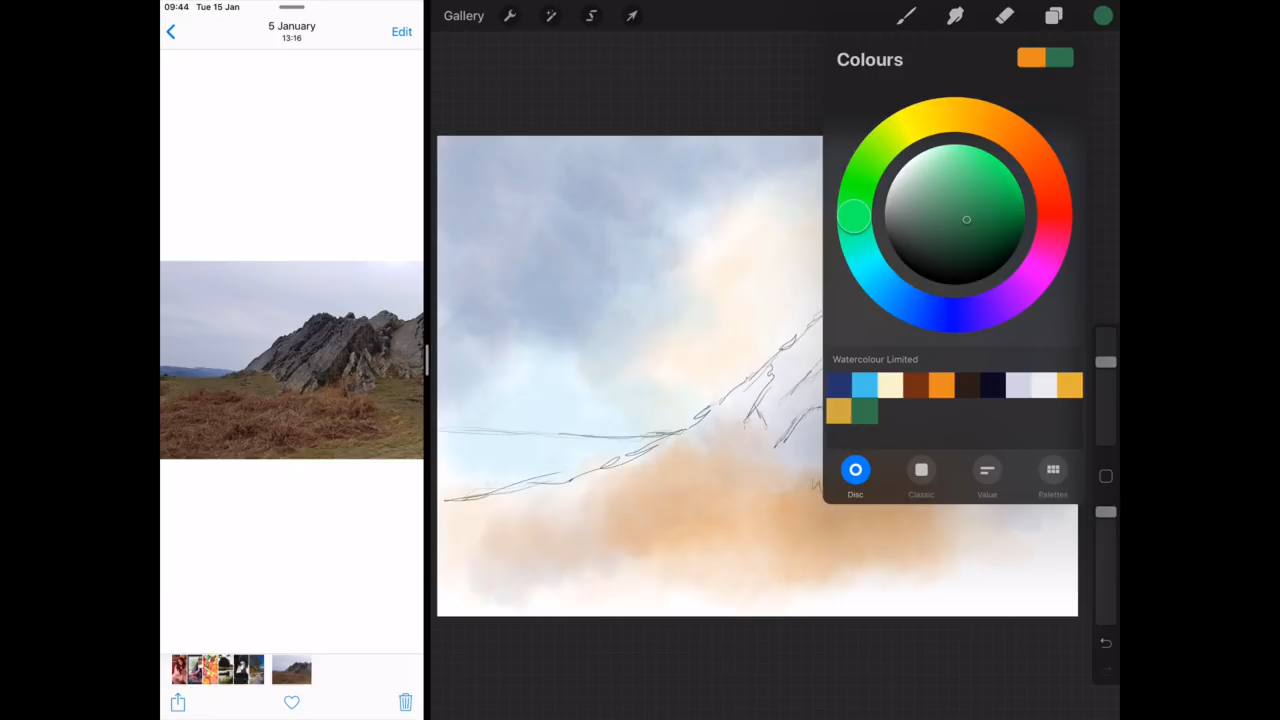 09:44 Tue 15 Jan
5 January
13:16
Edit
Gallery
Colours
Watercolour Limited
Disc
Classic
Value
Palettes